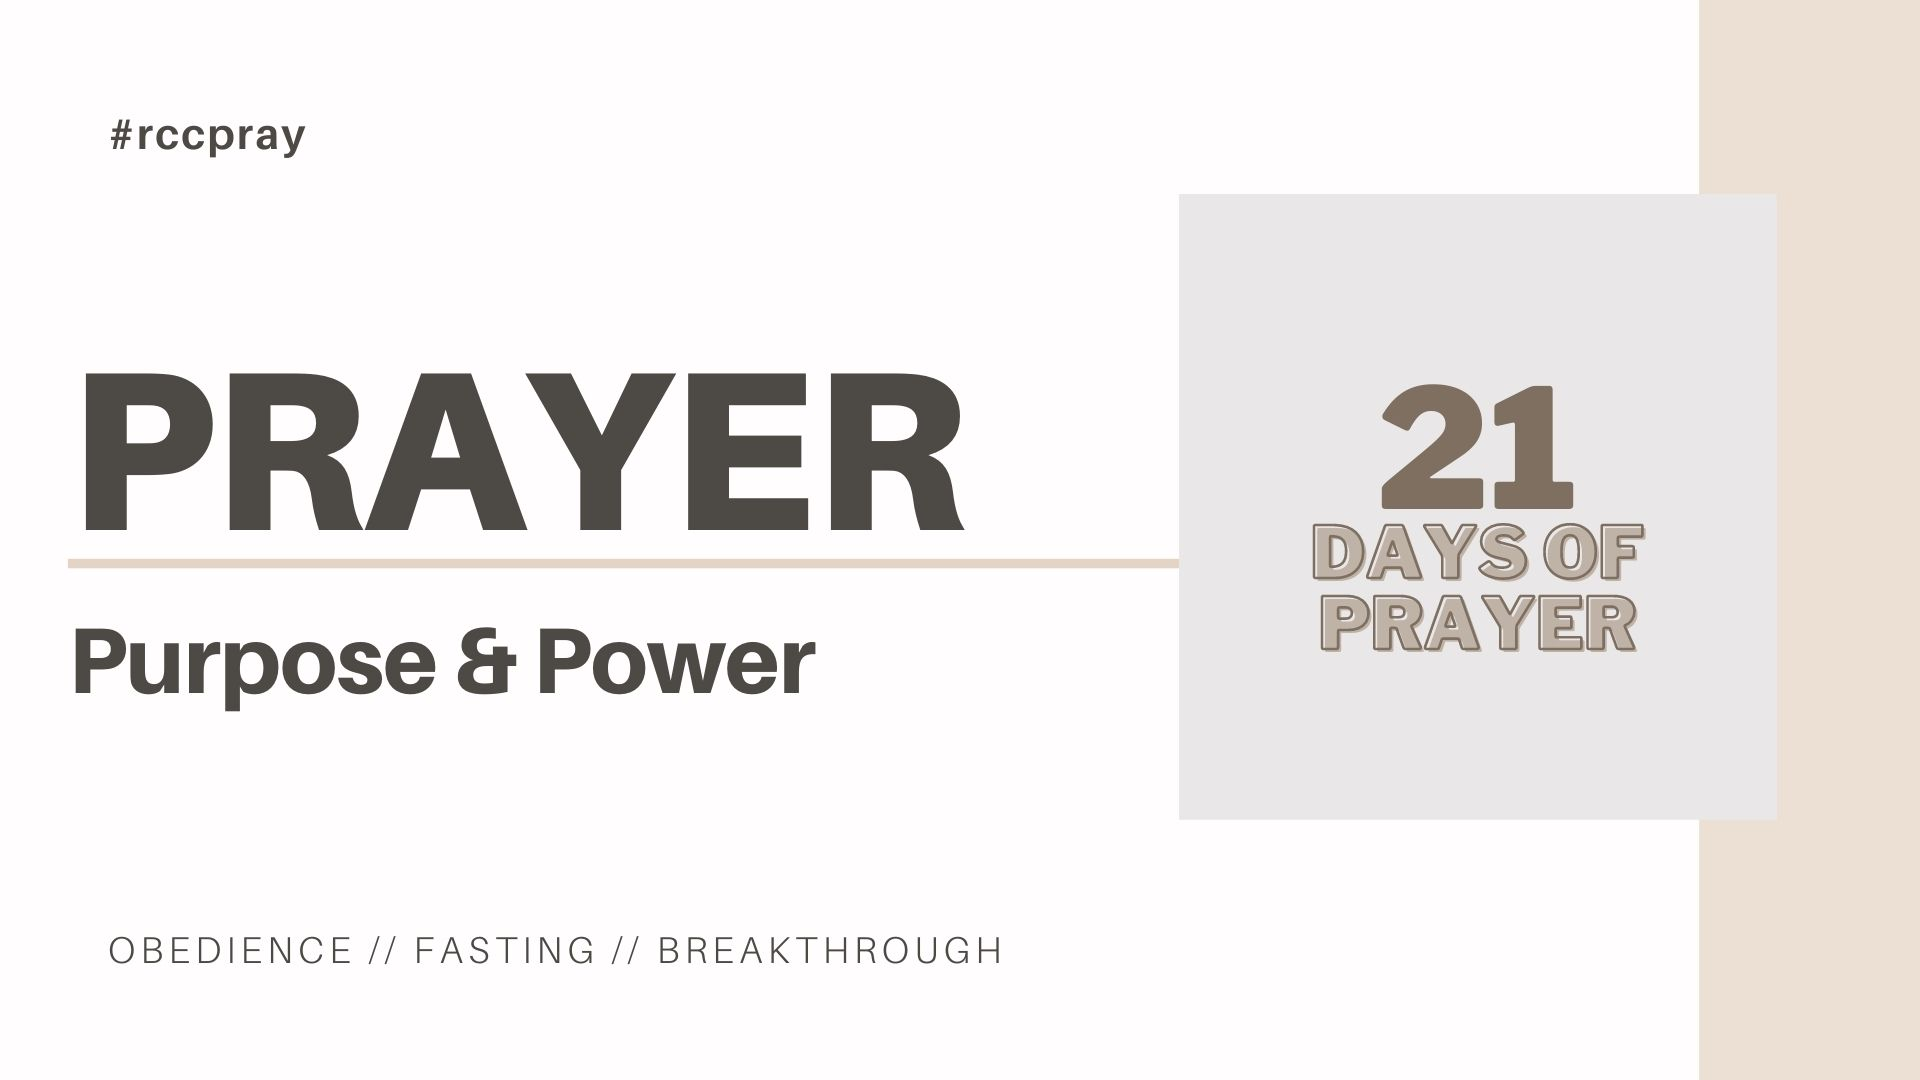 #rccpray
PRAYER
Purpose & Power
21
DAYS OF
PRAYER
OBEDIENCE // FASTING // BREAKTHROUGH